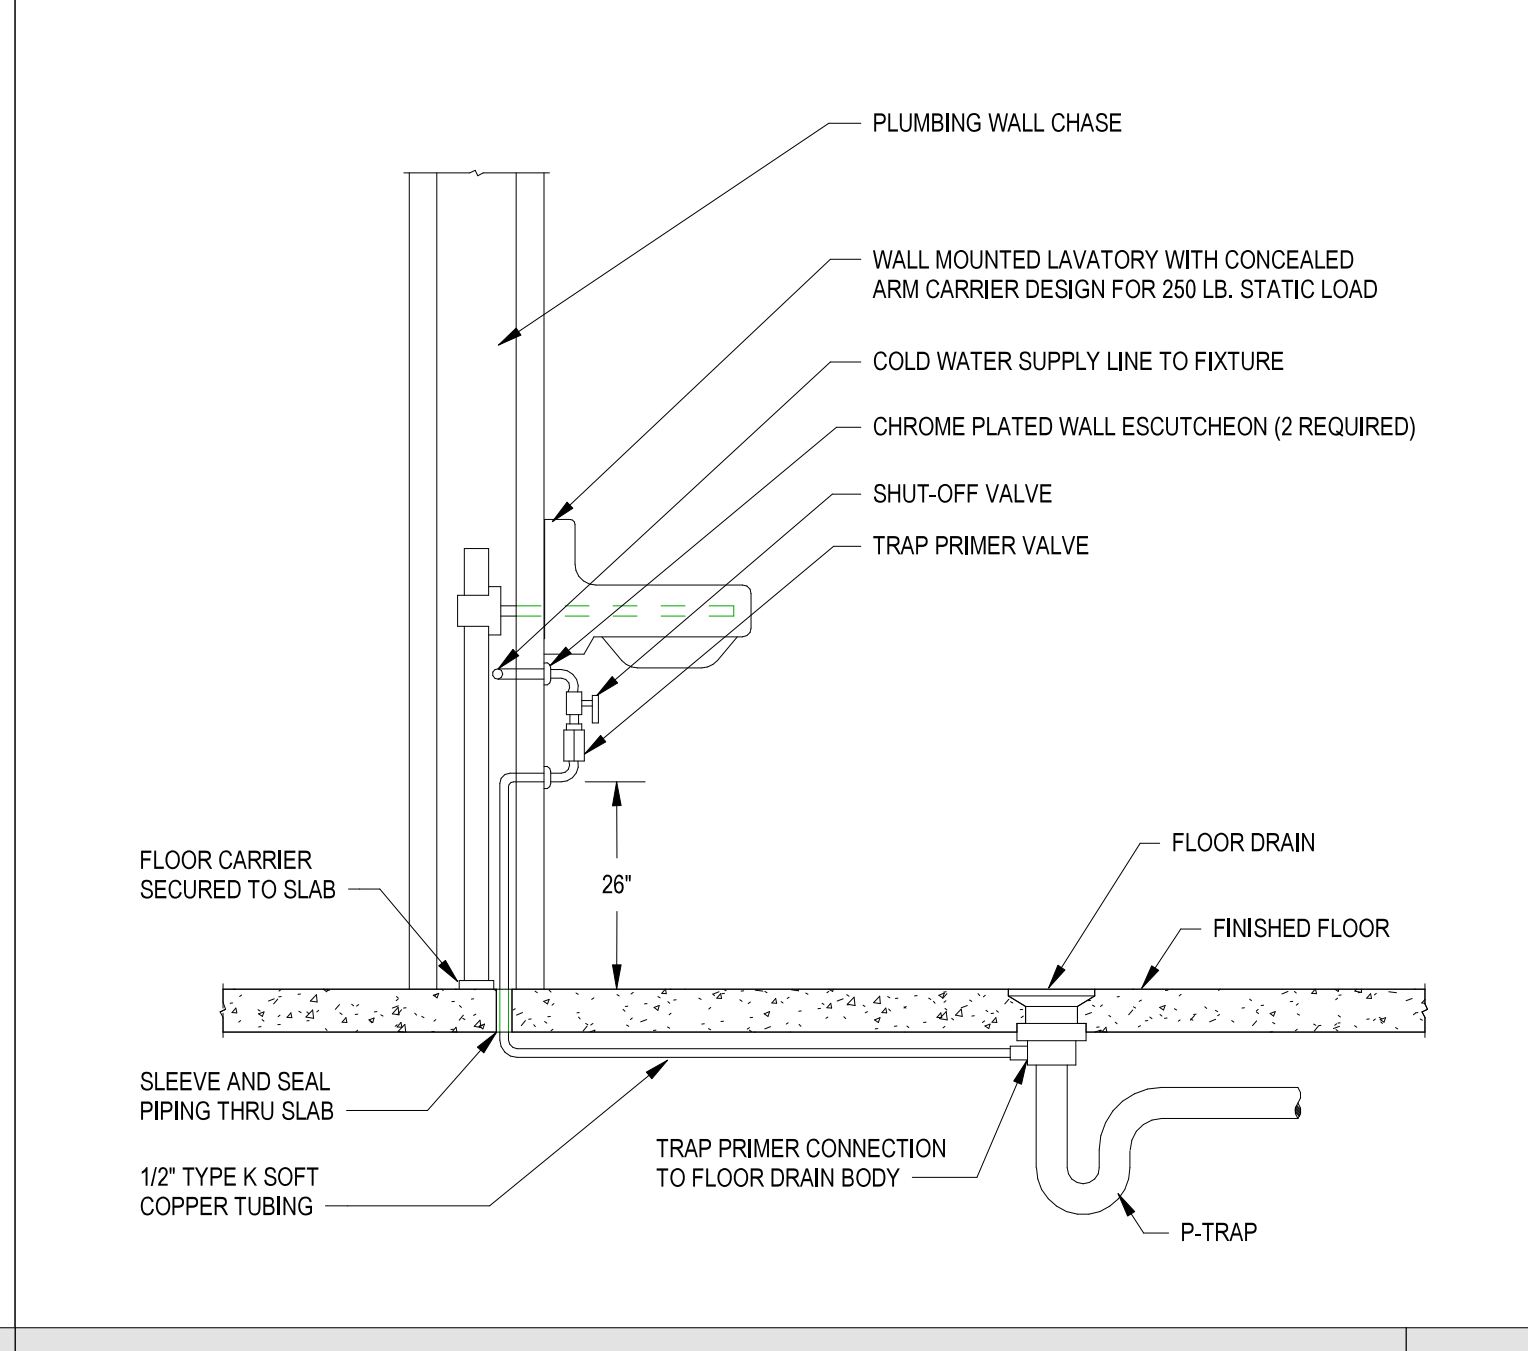 PLUMBING WALL CHASE
WALL MOUNTED LAVATORY WITH CONCEALED
ARM CARRIER DESIGN FOR 250 LB. STATIC LOAD
COLD WATER SUPPLY LINE TO FIXTURE
CHROME PLATED WALL ESCUTCHEON (2 REQUIRED)
SHUT-OFF VALVE
TRAP PRIMER VALVE
FLOOR CARRIER
SECURED TO SLAB
26"
FLOOR DRAIN
FINISHED FLOOR
SLEEVE AND SEAL
PIPING THRU SLAB
1/2" TYPE K SOFT
COPPER TUBING
TRAP PRIMER CONNECTION
TO FLOOR DRAIN BODY
P-TRAP